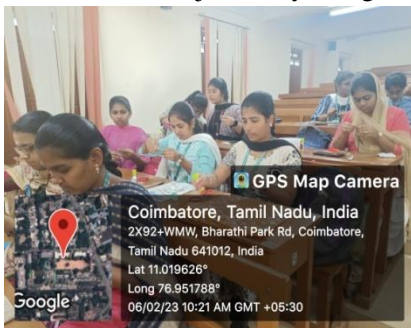 GPS Map Camera
Coimbatore, Tamil Nadu, India
2X92+WMW, Bharathi Park Rd, Coimbatore,
Tamil Nadu 641012, India
Lat 11.019626°
Long 76.951788°
06/02/23 10:21 AM GMT +05:30
Google